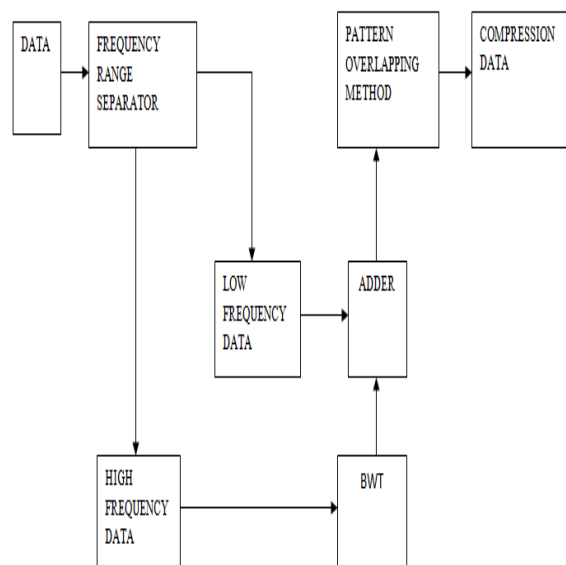 DATA
FREQUENCY
RANGE
SEPARATOR
PATTERN
OVERLAPPING
METHOD
COMPRESSION
DATA
LOW
FREQUENCY
DATA
ADDER
HIGH
FREQUENCY
DATA
BWT